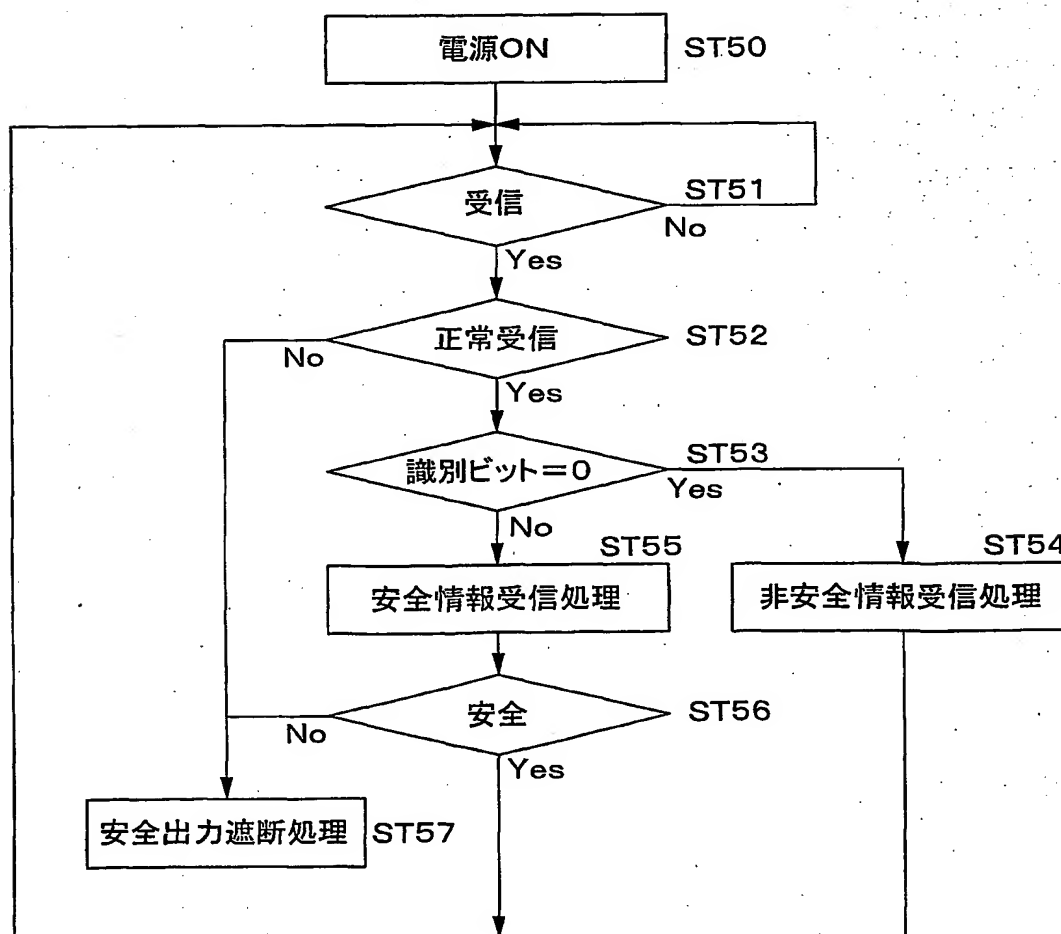 電源ON ST50
受信 ST51
No
Yes
正常受信 ST52
No
Yes
識別ビット＝0 ST53
Yes
No
ST55
ST54
安全情報受信処理
非安全情報受信処理
安全 ST56
No
Yes
安全出力遮断処理 ST57